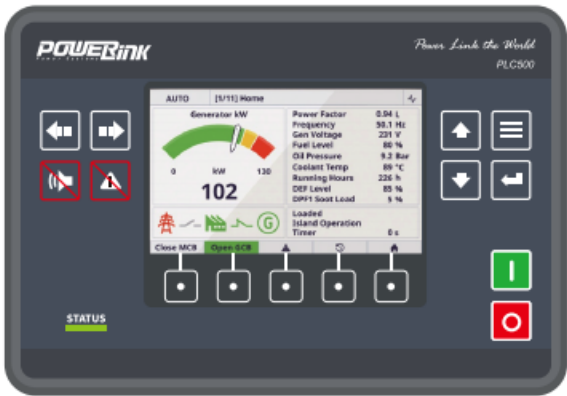 POWERLINK
Power Link the World
PLC500
AUTO [1/11] Home
Generator kW
0 kW 130
102
Power Factor 0.94 L
Frequency 50.1 Hz
Gen Voltage 231 V
Fuel Level 80 %
Oil Pressure 9.2 Bar
Coolant Temp 89 °C
Running Hours 226 h
DEF Level 85 %
DPF1 Soot Load 5 %
Loaded
Island Operation
Timer 0 s
G
Close MCB Open GCB
STATUS